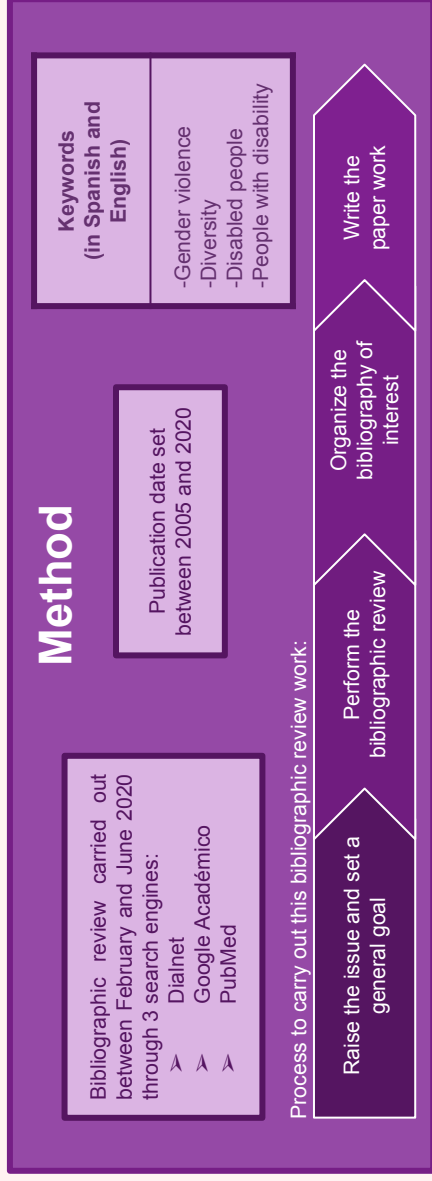 Method
Bibliographic review carried out
between February and June 2020
through 3 search engines:
➢ Dialnet
➢ Google Académico
➢ PubMed
Publication date set
between 2005 and 2020
Keywords
(in Spanish and
English)
-Gender violence
-Diversity
-Disabled people
-People with disability
Process to carry out this bibliographic review work:
Raise the issue and set a
general goal
Perform the
bibliographic review
Organize the
bibliography of
interest
Write the
paper work